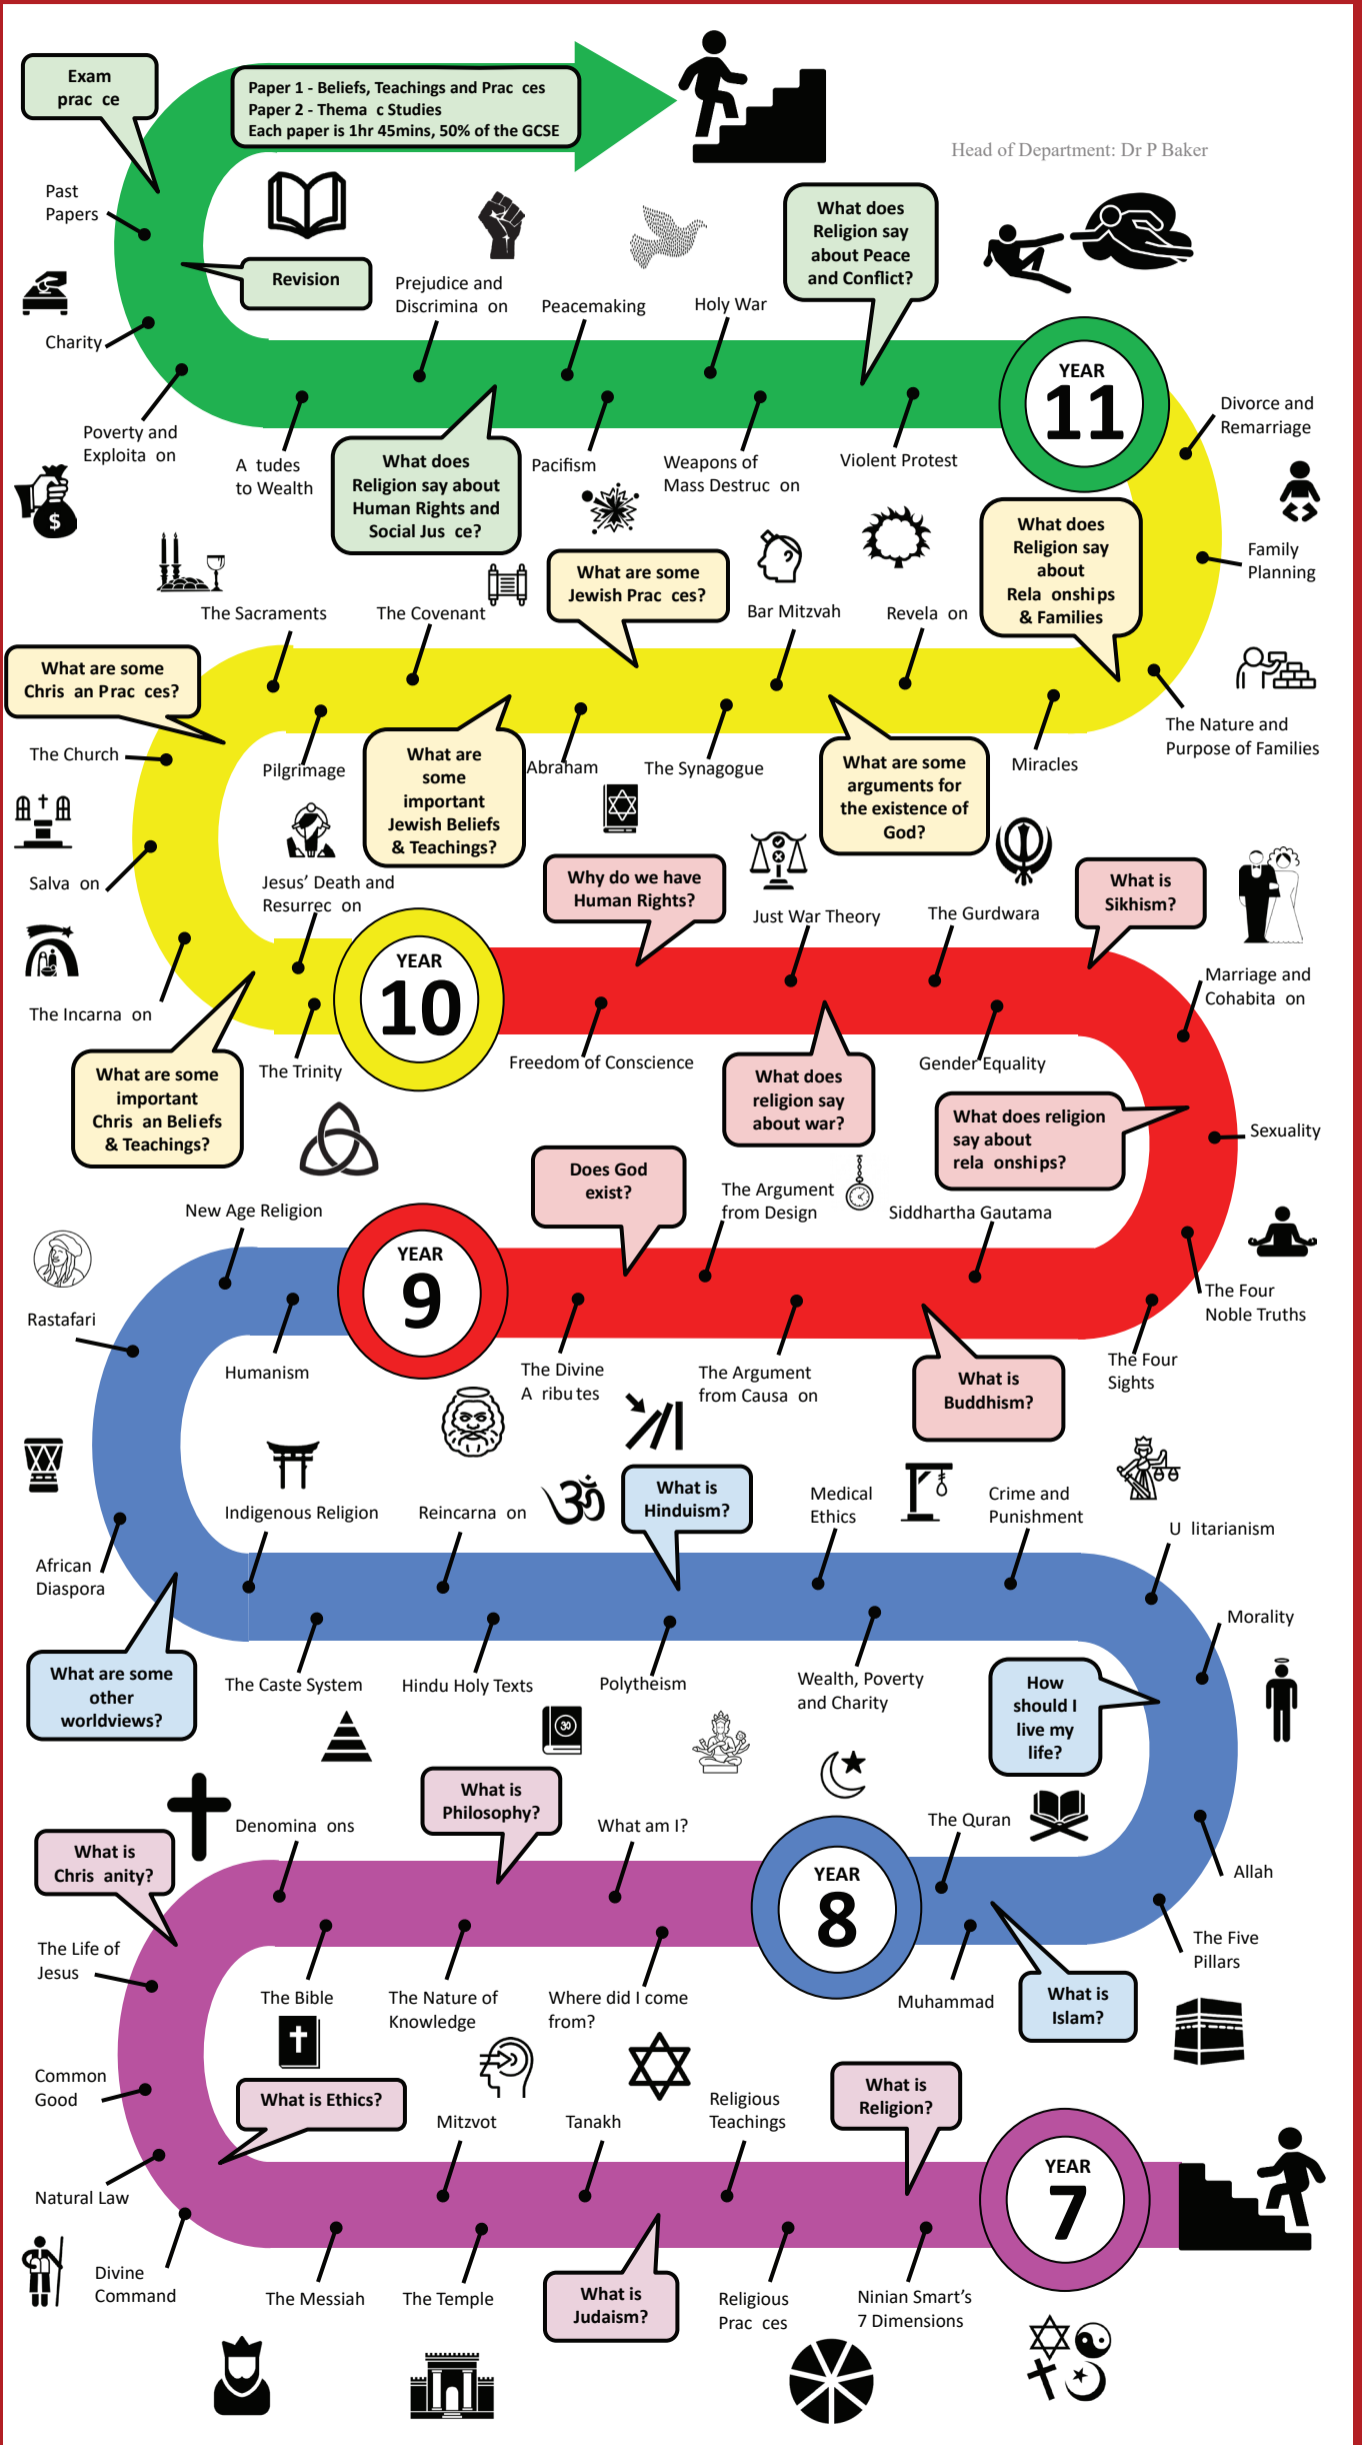 Exam
prac ce
Paper 1 - Beliefs, Teachings and Prac ces
Paper 2 - Thema c Studies
Each paper is 1hr 45mins, 50% of the GCSE
Head of Department: Dr P Baker
Past
Papers
Revision
Charity
Prejudice and
Discrimina on
Peacemaking
Holy War
What does
Religion say
about Peace
and Conflict?
YEAR
11
Poverty and
Exploita on
A tudes
to Wealth
What does
Religion say about
Human Rights and
Social Jus ce?
Pacifism
Weapons of
Mass Destruc on
Violent Protest
Divorce and
Remarriage
$
What does
Religion say
about
Rela onships
& Families
Family
Planning
The Sacraments
The Covenant
What are some
Jewish Prac ces?
Bar Mitzvah
Revela on
What are some
Chris an Prac ces?
The Church
Pilgrimage
What are
some
important
Jewish Beliefs
& Teachings?
Abraham
The Synagogue
What are some
arguments for
the existence of
God?
Miracles
The Nature and
Purpose of Families
Salva on
Jesus' Death and
Resurrec on
Why do we have
Human Rights?
Just War Theory
The Gurdwara
What is
Sikhism?
The Incarna on
YEAR
10
Marriage and
Cohabita on
What are some
important
Chris an Beliefs
& Teachings?
The Trinity
Freedom of Conscience
What does
religion say
about war?
Gender Equality
What does religion
say about
rela onships?
Sexuality
New Age Religion
Does God
exist?
The Argument
from Design
Siddhartha Gautama
Rastafari
YEAR
9
The Four
Noble Truths
Humanism
The Divine
A ributes
The Argument
from Causa on
What is
Buddhism?
The Four
Sights
Indigenous Religion
Reincarna on
ॐ
What is
Hinduism?
Medical
Ethics
Crime and
Punishment
U litarianism
African
Diaspora
Morality
What are some
other
worldviews?
The Caste System
Hindu Holy Texts
Polytheism
Wealth, Poverty
and Charity
How
should I
live my
life?
What is
Chris anity?
Denomina ons
What is
Philosophy?
What am I?
YEAR
8
The Quran
Allah
The Life of
Jesus
The Bible
The Nature of
Knowledge
Where did I come
from?
Muhammad
What is
Islam?
The Five
Pillars
Common
Good
What is Ethics?
Mitzvot
Tanakh
Religious
Teachings
What is
Religion?
YEAR
7
Natural Law
Divine
Command
The Messiah
The Temple
What is
Judaism?
Religious
Prac ces
Ninian Smart's
7 Dimensions